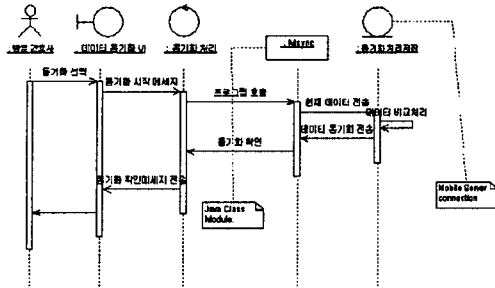 : 방문 간호사
: 데이터 동기화 UI
: 동기화 처리
: Msync
: 동기화처리저장
동기화 선택
동기화 시작 메세지
프로그램 호출
현재 데이터 전송
데이터 비교처리
데이터 동기화 전송
동기화 확인
동기화 확인메세지 전송
Java Class
Module.
Mobile Server
connection